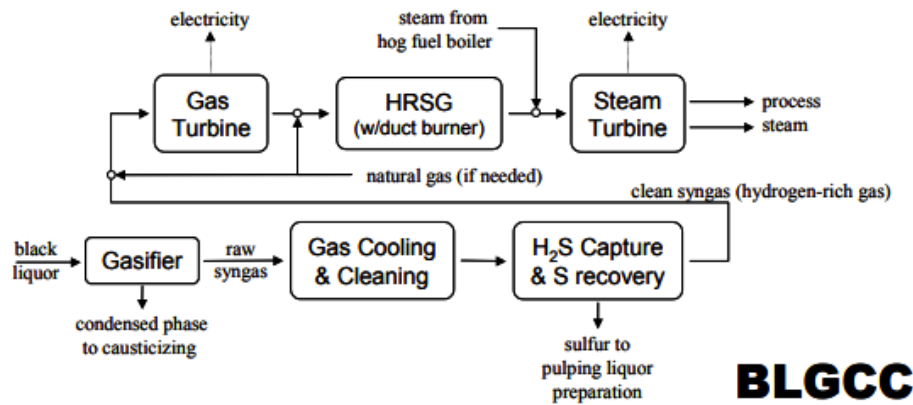 electricity
steam from
hog fuel boiler
electricity
Gas
Turbine
HRSG
(w/duct burner)
Steam
Turbine
process
steam
natural gas (if needed)
clean syngas (hydrogen-rich gas)
black
liquor
Gasifier
raw
syngas
Gas Cooling
& Cleaning
H₂S Capture
& S recovery
condensed phase
to causticizing
sulfur to
pulping liquor
preparation
BLGCC